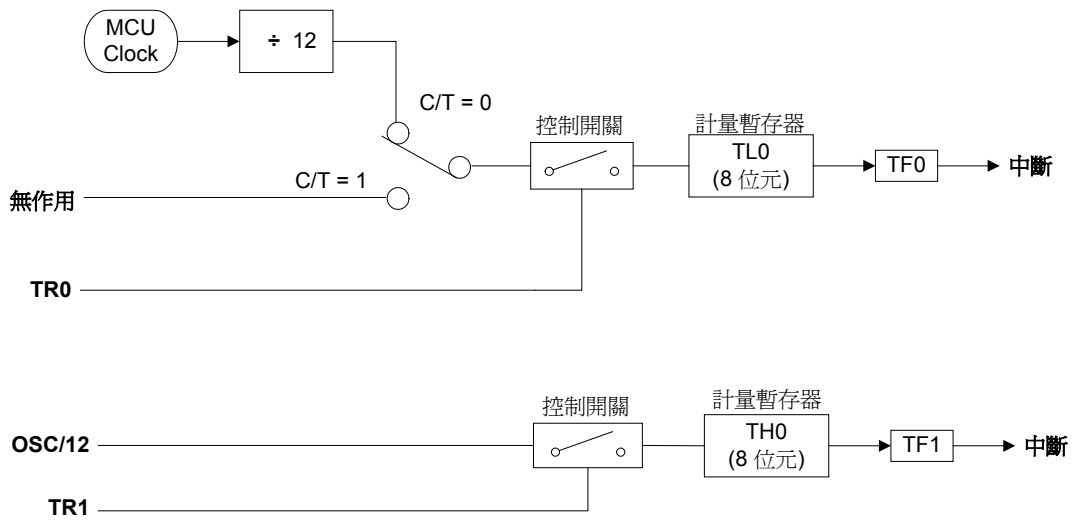 MCU
Clock
÷ 12
C/T = 0
控制開關
計量暫存器
TL0
(8 位元)
TF0
中斷
C/T = 1
無作用
TR0
控制開關
計量暫存器
OSC/12
TH0
(8 位元)
TF1
中斷
TR1